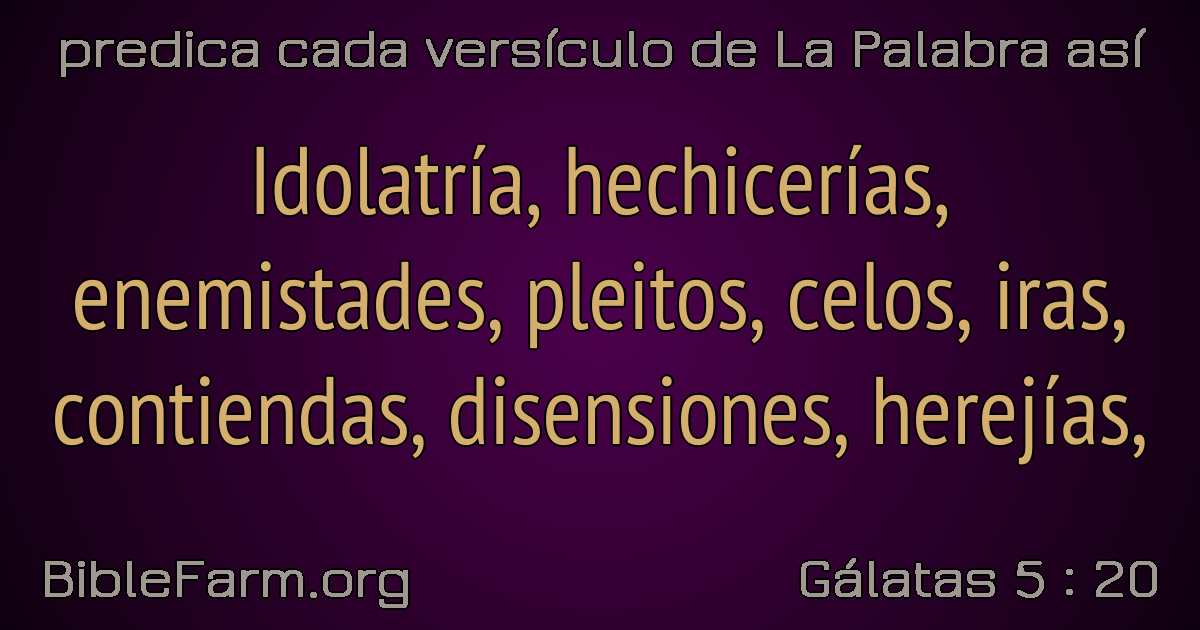 predica cada versículo de La Palabra así
Idolatría, hechicerías,
enemistades, pleitos, celos, iras,
contiendas, disensiones, herejías,
BibleFarm.org
Gálatas 5 : 20